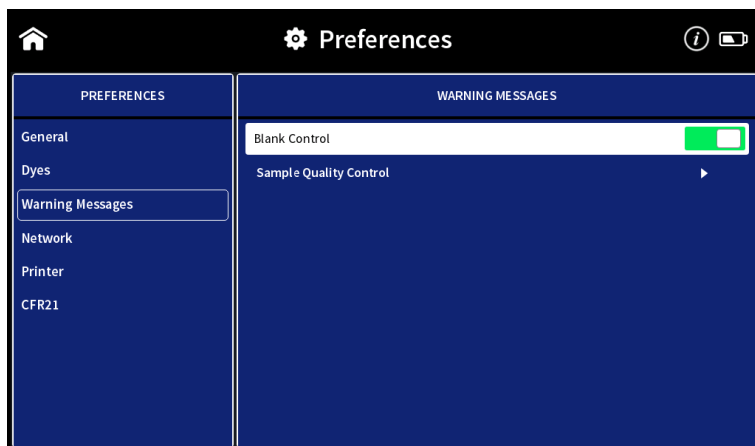 Preferences
i
PREFERENCES
WARNING MESSAGES
General
Dyes
Warning Messages
Network
Printer
CFR21
Blank Control
Sample Quality Control